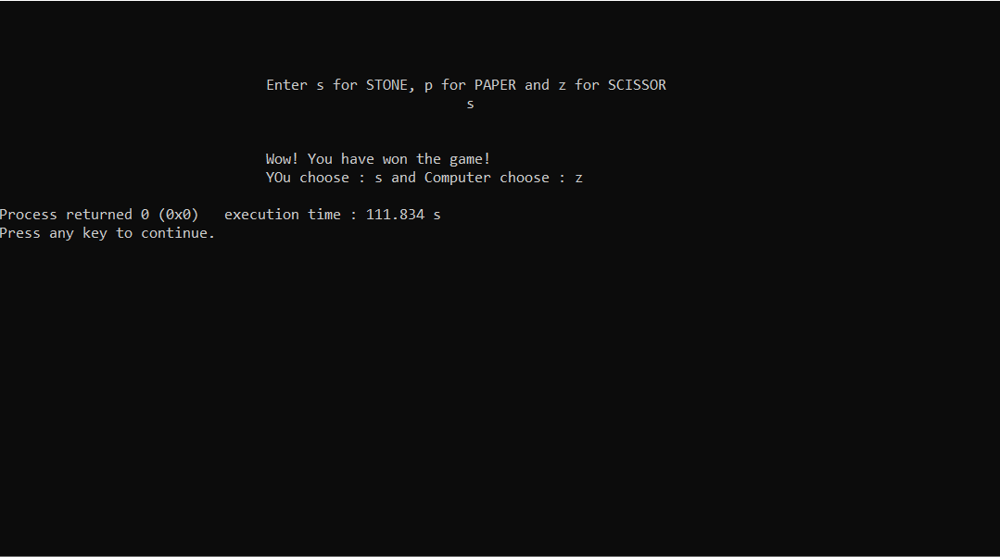 Enter s for STONE, p for PAPER and z for SCISSOR
s
Wow! You have won the game!
YOu choose : s and Computer choose : z
Process returned 0 (0x0)   execution time : 111.834 s
Press any key to continue.